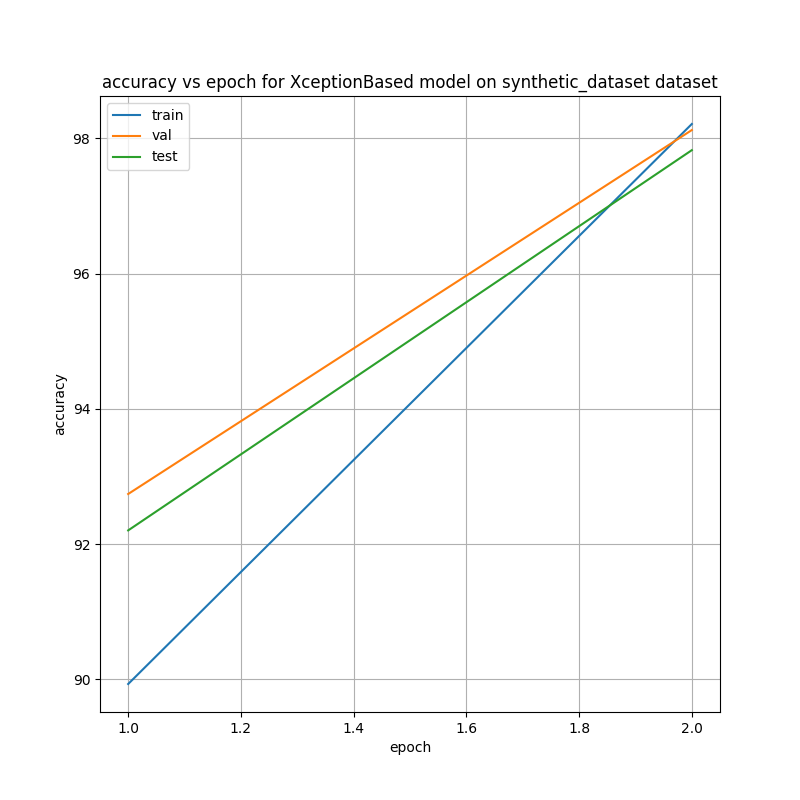 accuracy vs epoch for XceptionBased model on synthetic_dataset dataset
train
val
test
98
96
94
92
90
accuracy
1.0 1.2 1.4 1.6 1.8 2.0
epoch